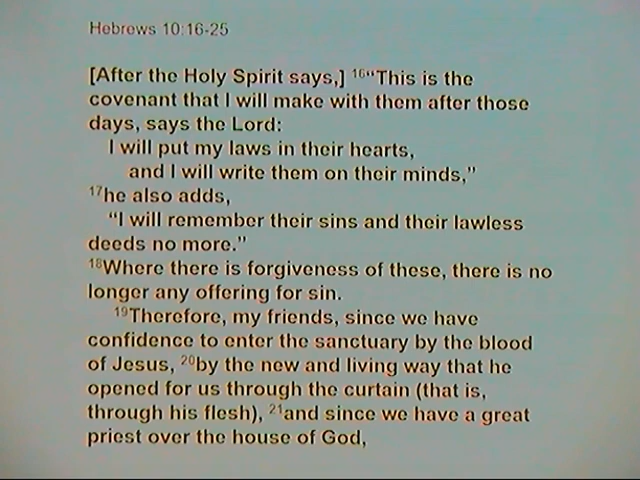 Hebrews 10:16-25
[After the Holy Spirit says,] 16“This is the
covenant that I will make with them after those
days, says the Lord:
I will put my laws in their hearts,
and I will write them on their minds,”
17he also adds,
“I will remember their sins and their lawless
deeds no more.”
18Where there is forgiveness of these, there is no
longer any offering for sin.
19Therefore, my friends, since we have
confidence to enter the sanctuary by the blood
of Jesus, 20by the new and living way that he
opened for us through the curtain (that is,
through his flesh), 21and since we have a great
priest over the house of God,